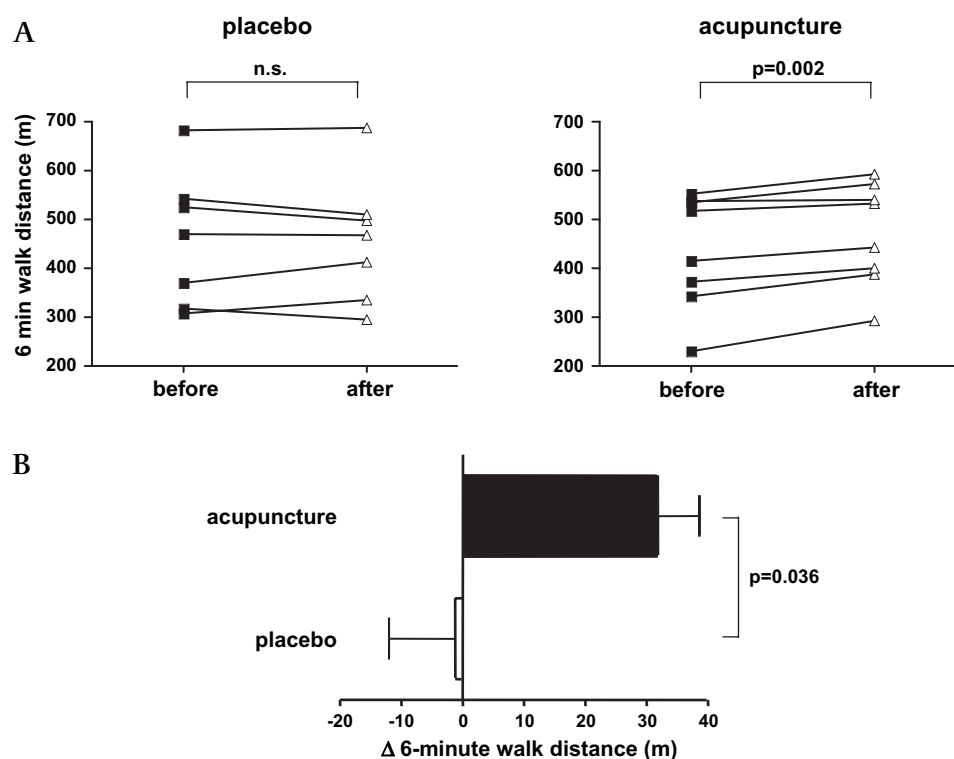 A
placebo
acupuncture
n.s.
p=0.002
6 min walk distance (m)
700
600
500
400
300
200
before
after
700
600
500
400
300
200
before
after
B
acupuncture
placebo
p=0.036
-20
-10
0
10
20
30
40
Δ 6-minute walk distance (m)